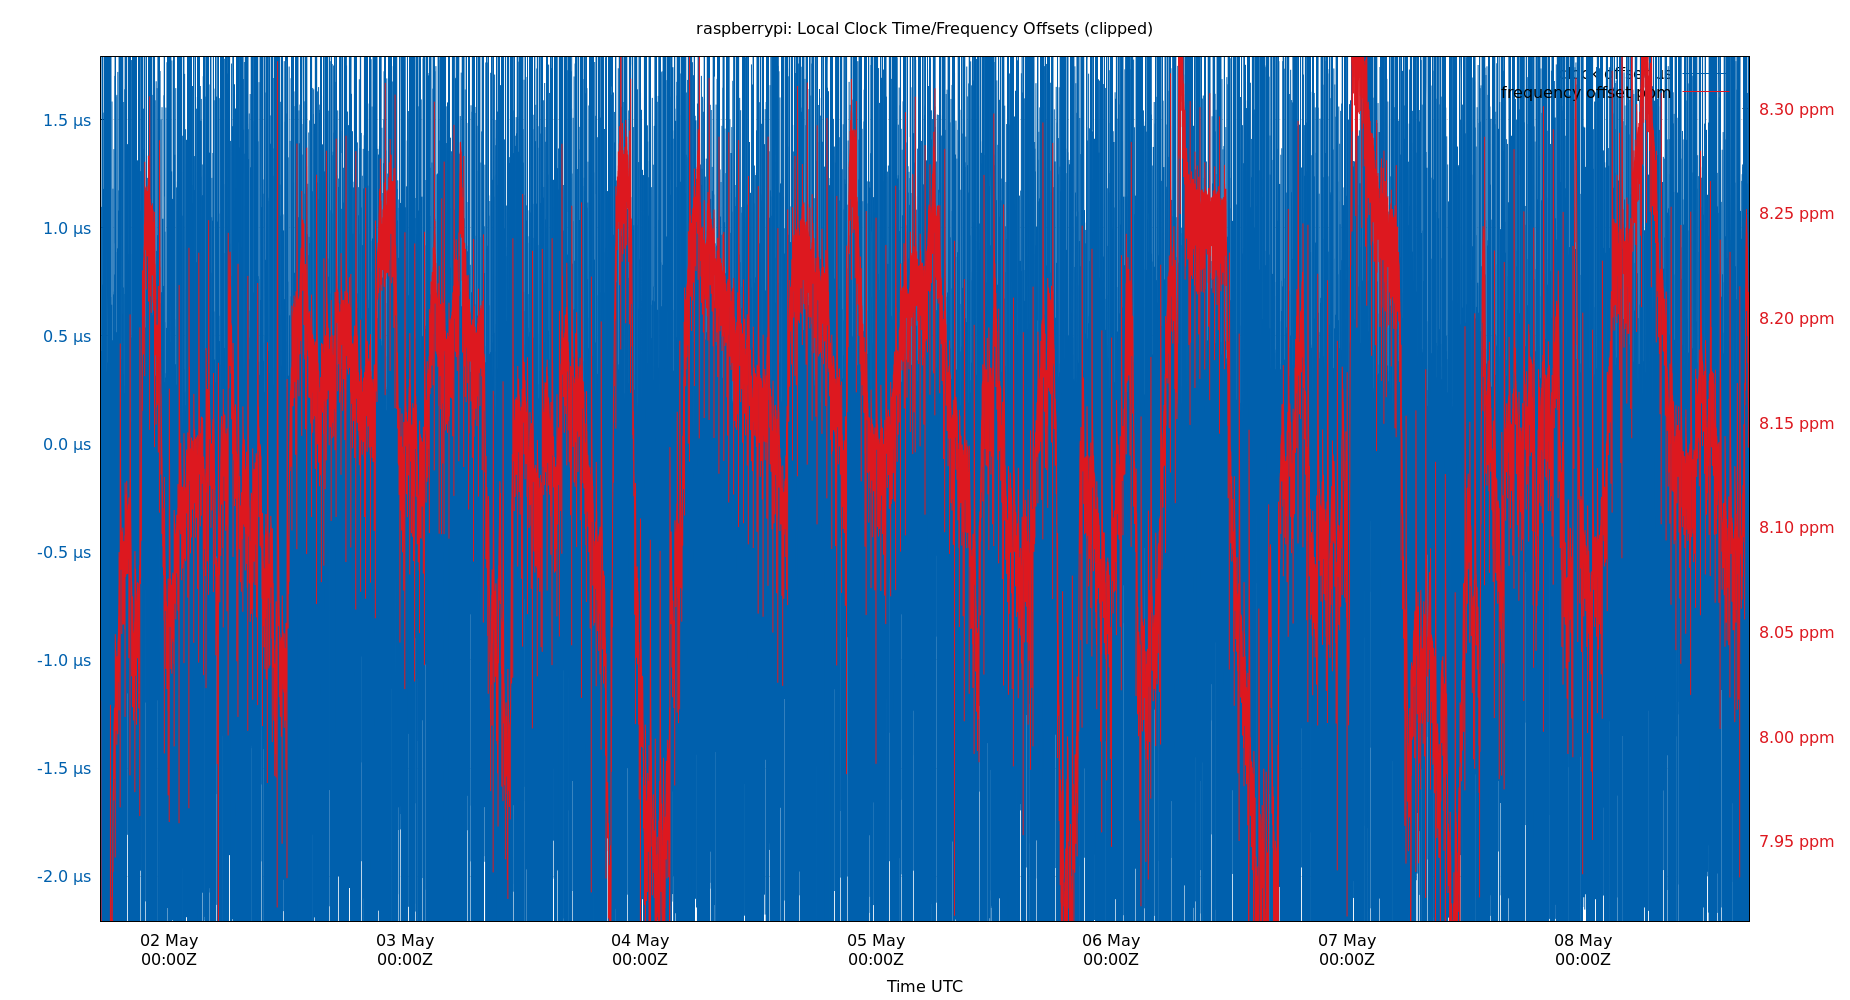 raspberrypi: Local Clock Time/Frequency Offsets (clipped)
clock offset µs
frequency offset ppm
1.5 µs
1.0 µs
0.5 µs
0.0 µs
-0.5 µs
-1.0 µs
-1.5 µs
-2.0 µs
8.30 ppm
8.25 ppm
8.20 ppm
8.15 ppm
8.10 ppm
8.05 ppm
8.00 ppm
7.95 ppm
02 May
00:00Z
03 May
00:00Z
04 May
00:00Z
05 May
00:00Z
06 May
00:00Z
07 May
00:00Z
08 May
00:00Z
Time UTC